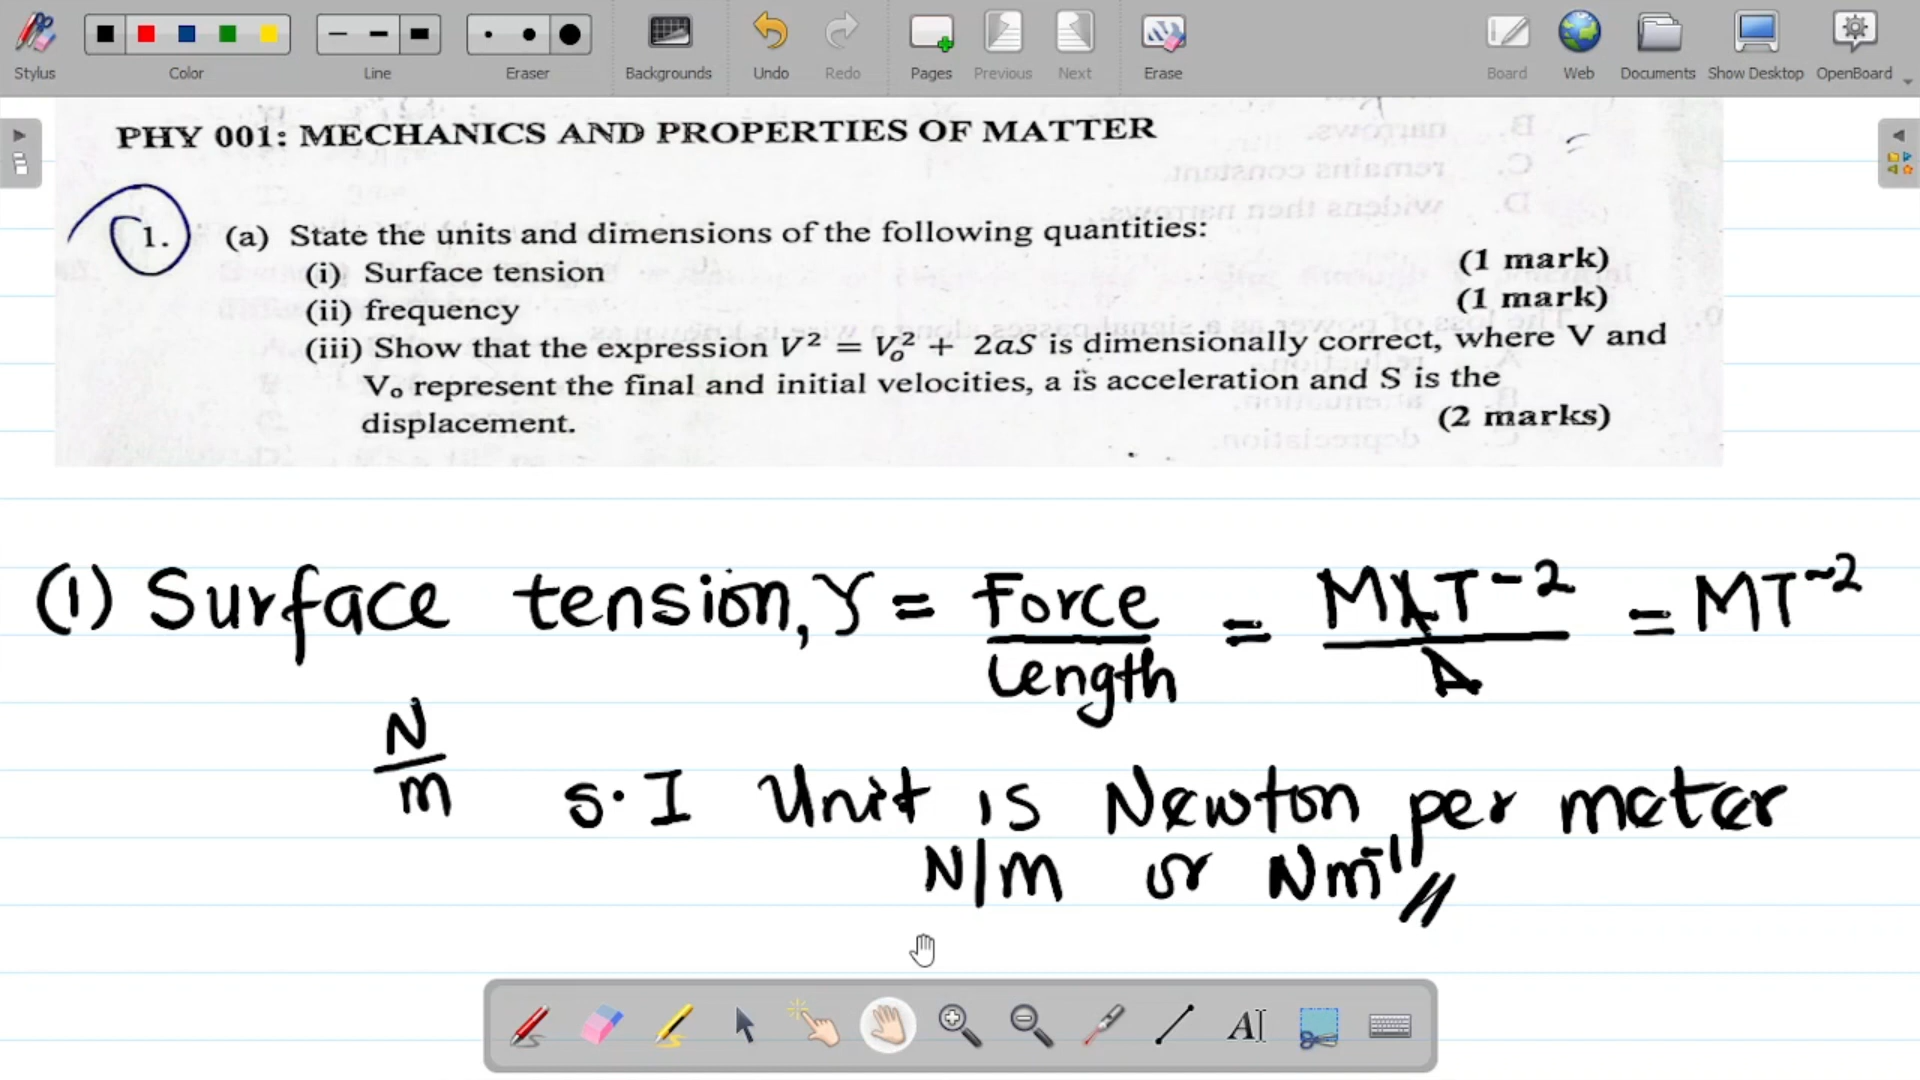 Stylus Color Line Eraser Backgrounds Undo Redo Pages Previous Next Erase Board Web Documents Show Desktop OpenBoard
PHY 001: MECHANICS AND PROPERTIES OF MATTER
1. (a) State the units and dimensions of the following quantities:
(i) Surface tension (1 mark)
(ii) frequency (1 mark)
(iii) Show that the expression V² = Vₒ² + 2aS is dimensionally correct, where V and
Vₒ represent the final and initial velocities, a is acceleration and S is the
displacement. (2 marks)
(1) Surface tension, γ = Force / Length = MLT⁻² / L = MT⁻²
N/m
S.I Unit is Newton per meter
N/m or Nm⁻¹//